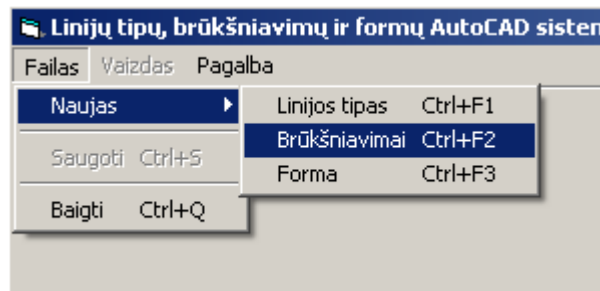 Linijų tipų, brūkšniavimų ir formų AutoCAD
Failas Vaizdas Pagalba
Naujas
Linijos tipas Ctrl+F1
Brūkšniavimai Ctrl+F2
Saugoti Ctrl+S
Forma Ctrl+F3
Baigti Ctrl+Q